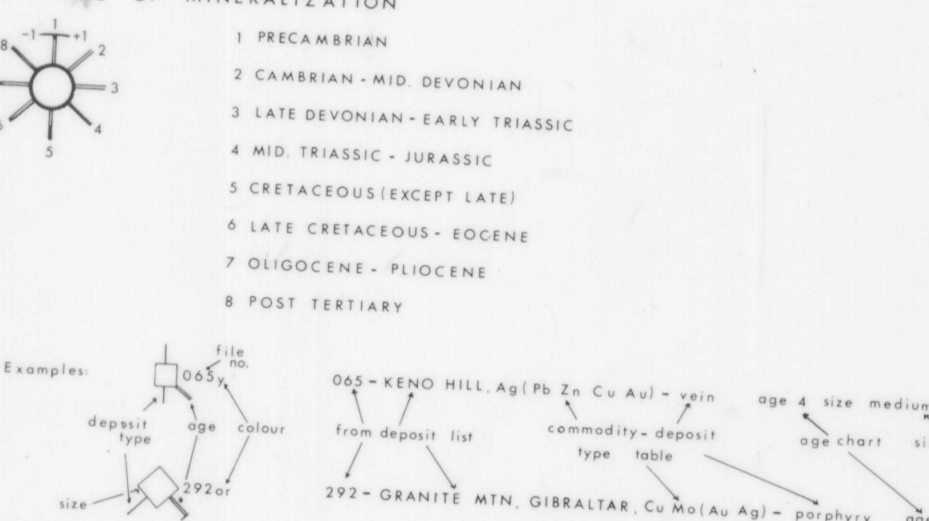 OF MINERALIZATION
1
-1 +1
8 2
3
4
5
1 PRECAMBRIAN
2 CAMBRIAN - MID. DEVONIAN
3 LATE DEVONIAN - EARLY TRIASSIC
4 MID. TRIASSIC - JURASSIC
5 CRETACEOUS (EXCEPT LATE)
6 LATE CRETACEOUS - EOCENE
7 OLIGOCENE - PLIOCENE
8 POST TERTIARY
Examples:
file
no.
065y
deposit
type
age
colour
size
292or
065 - KENO HILL, Ag (Pb Zn Cu Au) - vein age 4 size medium
from deposit list
commodity - deposit
type table
age chart
292 - GRANITE MTN, GIBRALTAR, Cu Mo (Au Ag) - porphyry